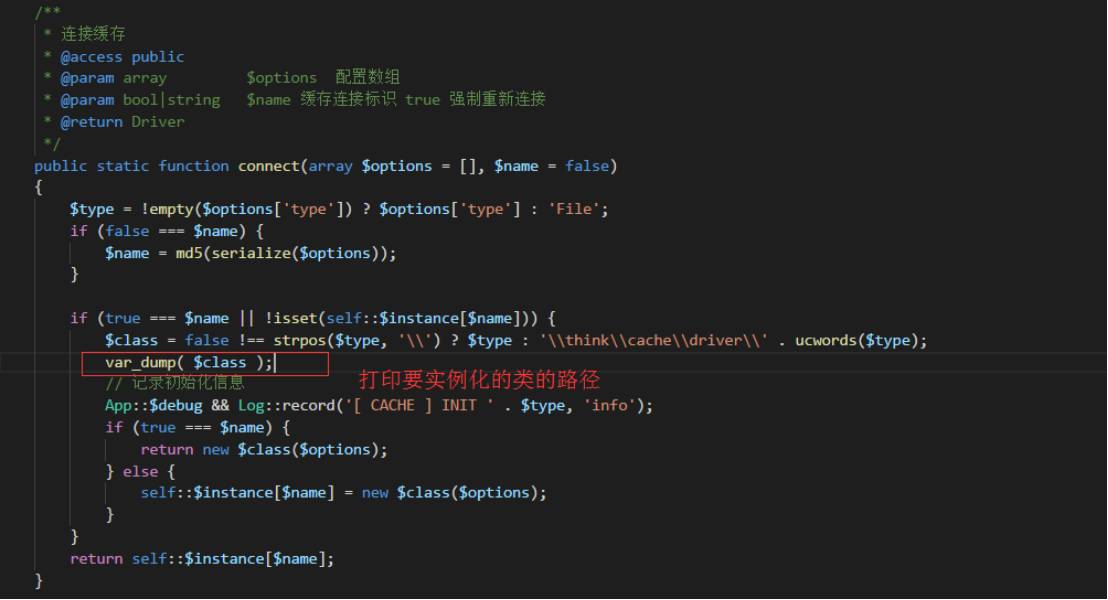 /**
 * 连接缓存
 * @access public
 * @param array         $options  配置数组
 * @param bool|string   $name 缓存连接标识 true 强制重新连接
 * @return Driver
 */
public static function connect(array $options = [], $name = false)
{
    $type = !empty($options['type']) ? $options['type'] : 'File';
    if (false === $name) {
        $name = md5(serialize($options));
    }

    if (true === $name || !isset(self::$instance[$name])) {
        $class = false !== strpos($type, '\\') ? $type : '\\think\\cache\\driver\\' . ucwords($type);
        var_dump( $class );
        打印要实例化的类的路径
        // 记录初始化信息
        App::$debug && Log::record('[ CACHE ] INIT ' . $type, 'info');
        if (true === $name) {
            return new $class($options);
        } else {
            self::$instance[$name] = new $class($options);
        }
    }
    return self::$instance[$name];
}